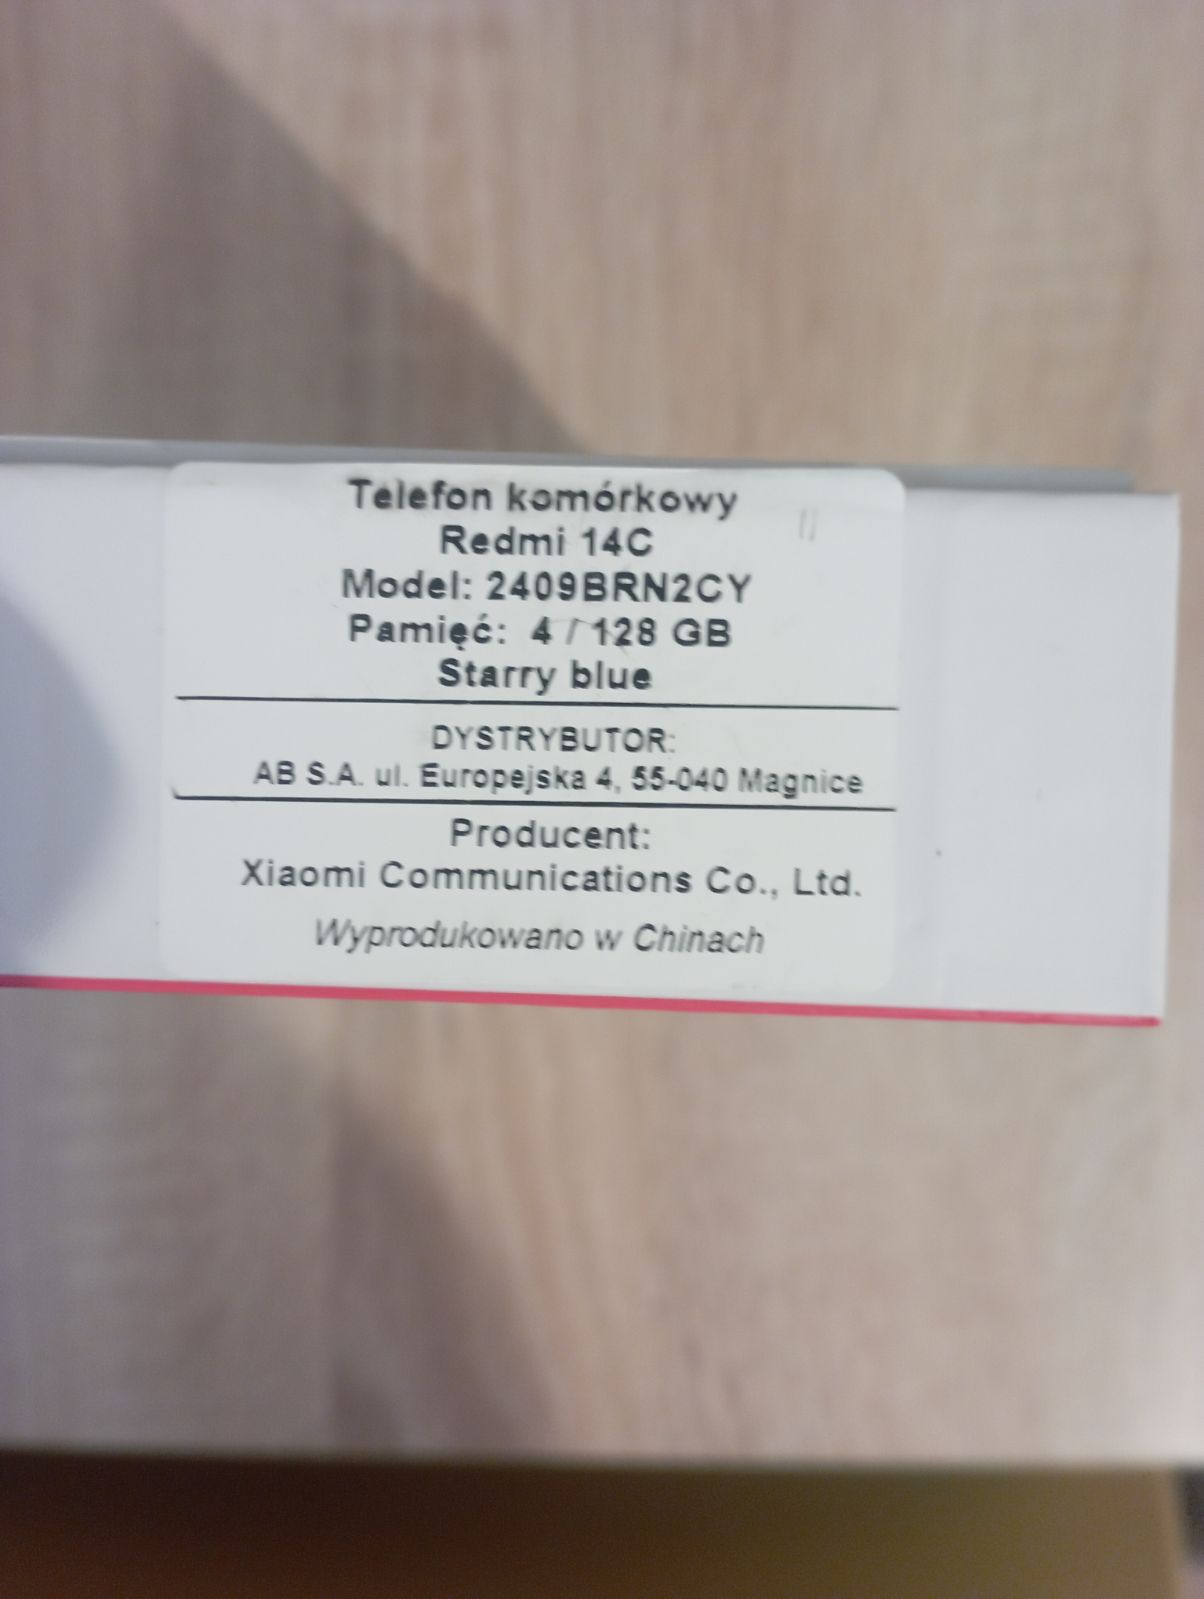 Telefon komórkowy
Redmi 14C
Model: 2409BRN2CY
Pamięć: 4 / 128 GB
Starry blue
DYSTRYBUTOR:
AB S.A. ul. Europejska 4, 55-040 Magnice
Producent:
Xiaomi Communications Co., Ltd.
Wyprodukowano w Chinach